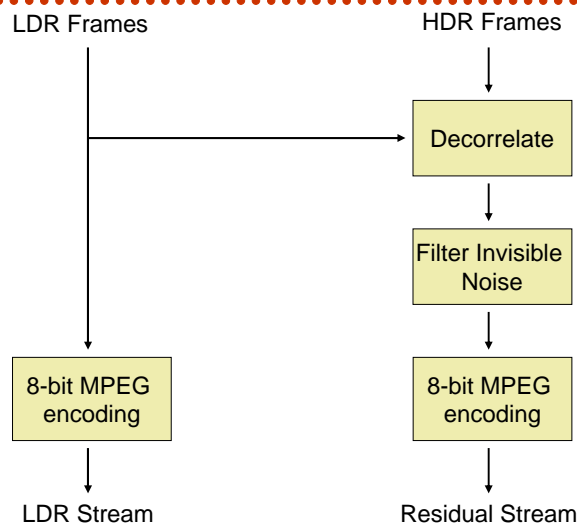 LDR Frames
HDR Frames
Decorrelate
Filter Invisible
Noise
8-bit MPEG
encoding
8-bit MPEG
encoding
LDR Stream
Residual Stream